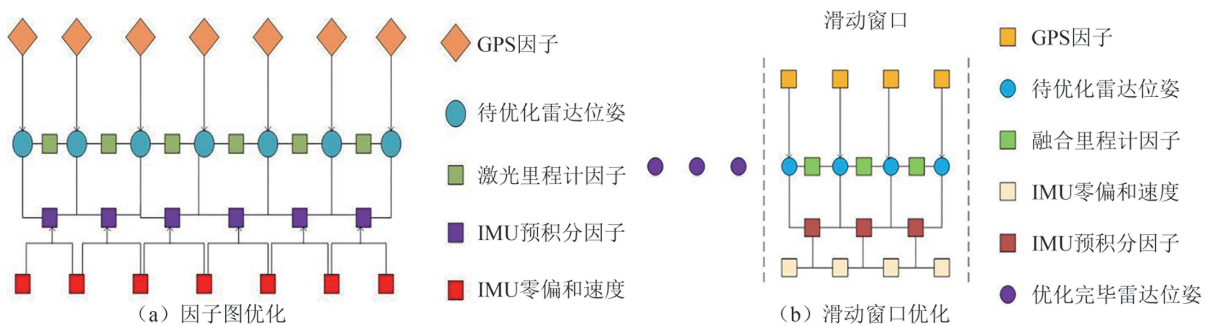 GPS因子
待优化雷达位姿
激光里程计因子
IMU预积分因子
IMU零偏和速度
(a) 因子图优化
滑动窗口
GPS因子
待优化雷达位姿
融合里程计因子
IMU零偏和速度
IMU预积分因子
优化完毕雷达位姿
(b) 滑动窗口优化